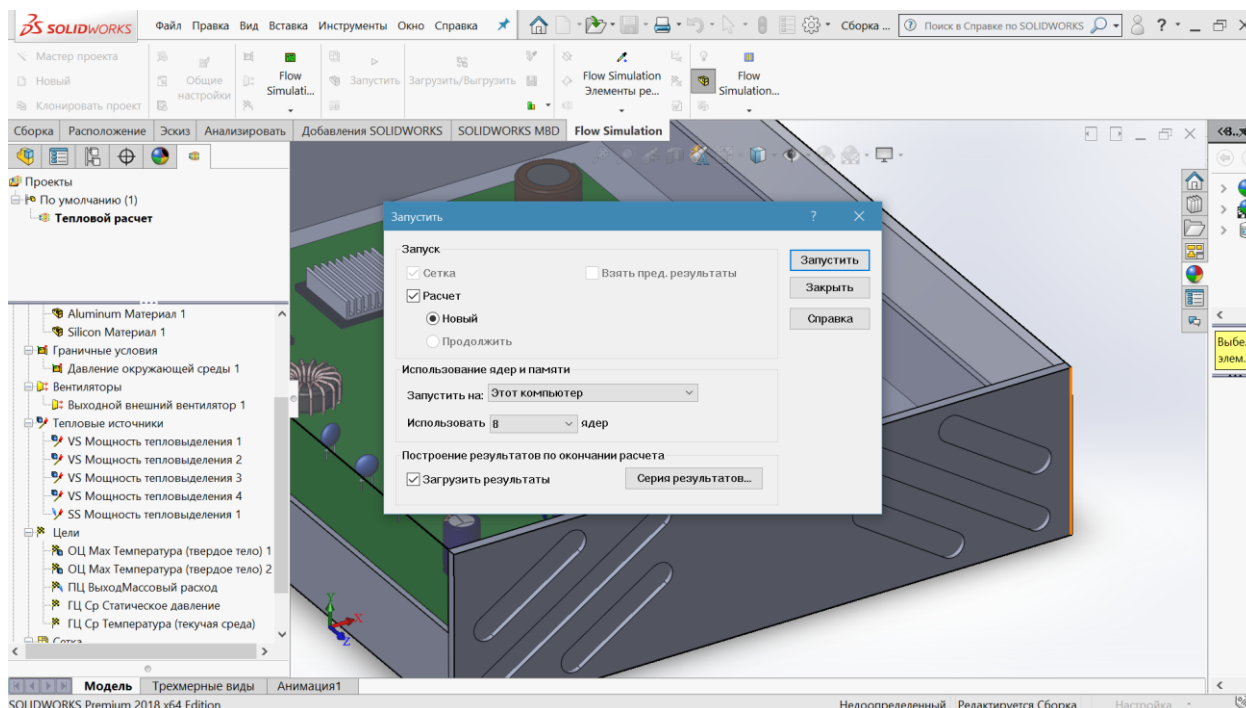 SOLIDWORKS Файл Правка Вид Вставка Инструменты Окно Справка Сборка ... Поиск в Справке по SOLIDWORKS ?
Мастер проекта
Новый
Клонировать проект
Общие настройки
Flow Simulati...
Запустить
Загрузить/Выгрузить
Flow Simulation Элементы ре...
Flow Simulation...
Сборка Расположение Эскиз Анализировать Добавления SOLIDWORKS SOLIDWORKS MBD Flow Simulation
Проекты
По умолчанию (1)
Тепловой расчет
Aluminum Материал 1
Silicon Материал 1
Граничные условия
Давление окружающей среды 1
Вентиляторы
Выходной внешний вентилятор 1
Тепловые источники
VS Мощность тепловыделения 1
VS Мощность тепловыделения 2
VS Мощность тепловыделения 3
VS Мощность тепловыделения 4
SS Мощность тепловыделения 1
Цели
ОЦ Max Температура (твердое тело) 1
ОЦ Max Температура (твердое тело) 2
ПЦ ВыходМассовый расход
ГЦ Ср Статическое давление
ГЦ Ср Температура (текучая среда)
Сетка
Запустить ?
Запуск
Сетка Взять пред. результаты
Расчет
Новый
Продолжить
Использование ядер и памяти
Запустить на: Этот компьютер
Использовать 8 ядер
Построение результатов по окончании расчета
Загрузить результаты Серия результатов...
Запустить
Закрыть
Справка
Y
X
Z
Выбе.
элем.
Модель Трехмерные виды Анимация1
SOLIDWORKS Premium 2018 x64 Edition Недоопределенный Редактируется Сборка Настройка